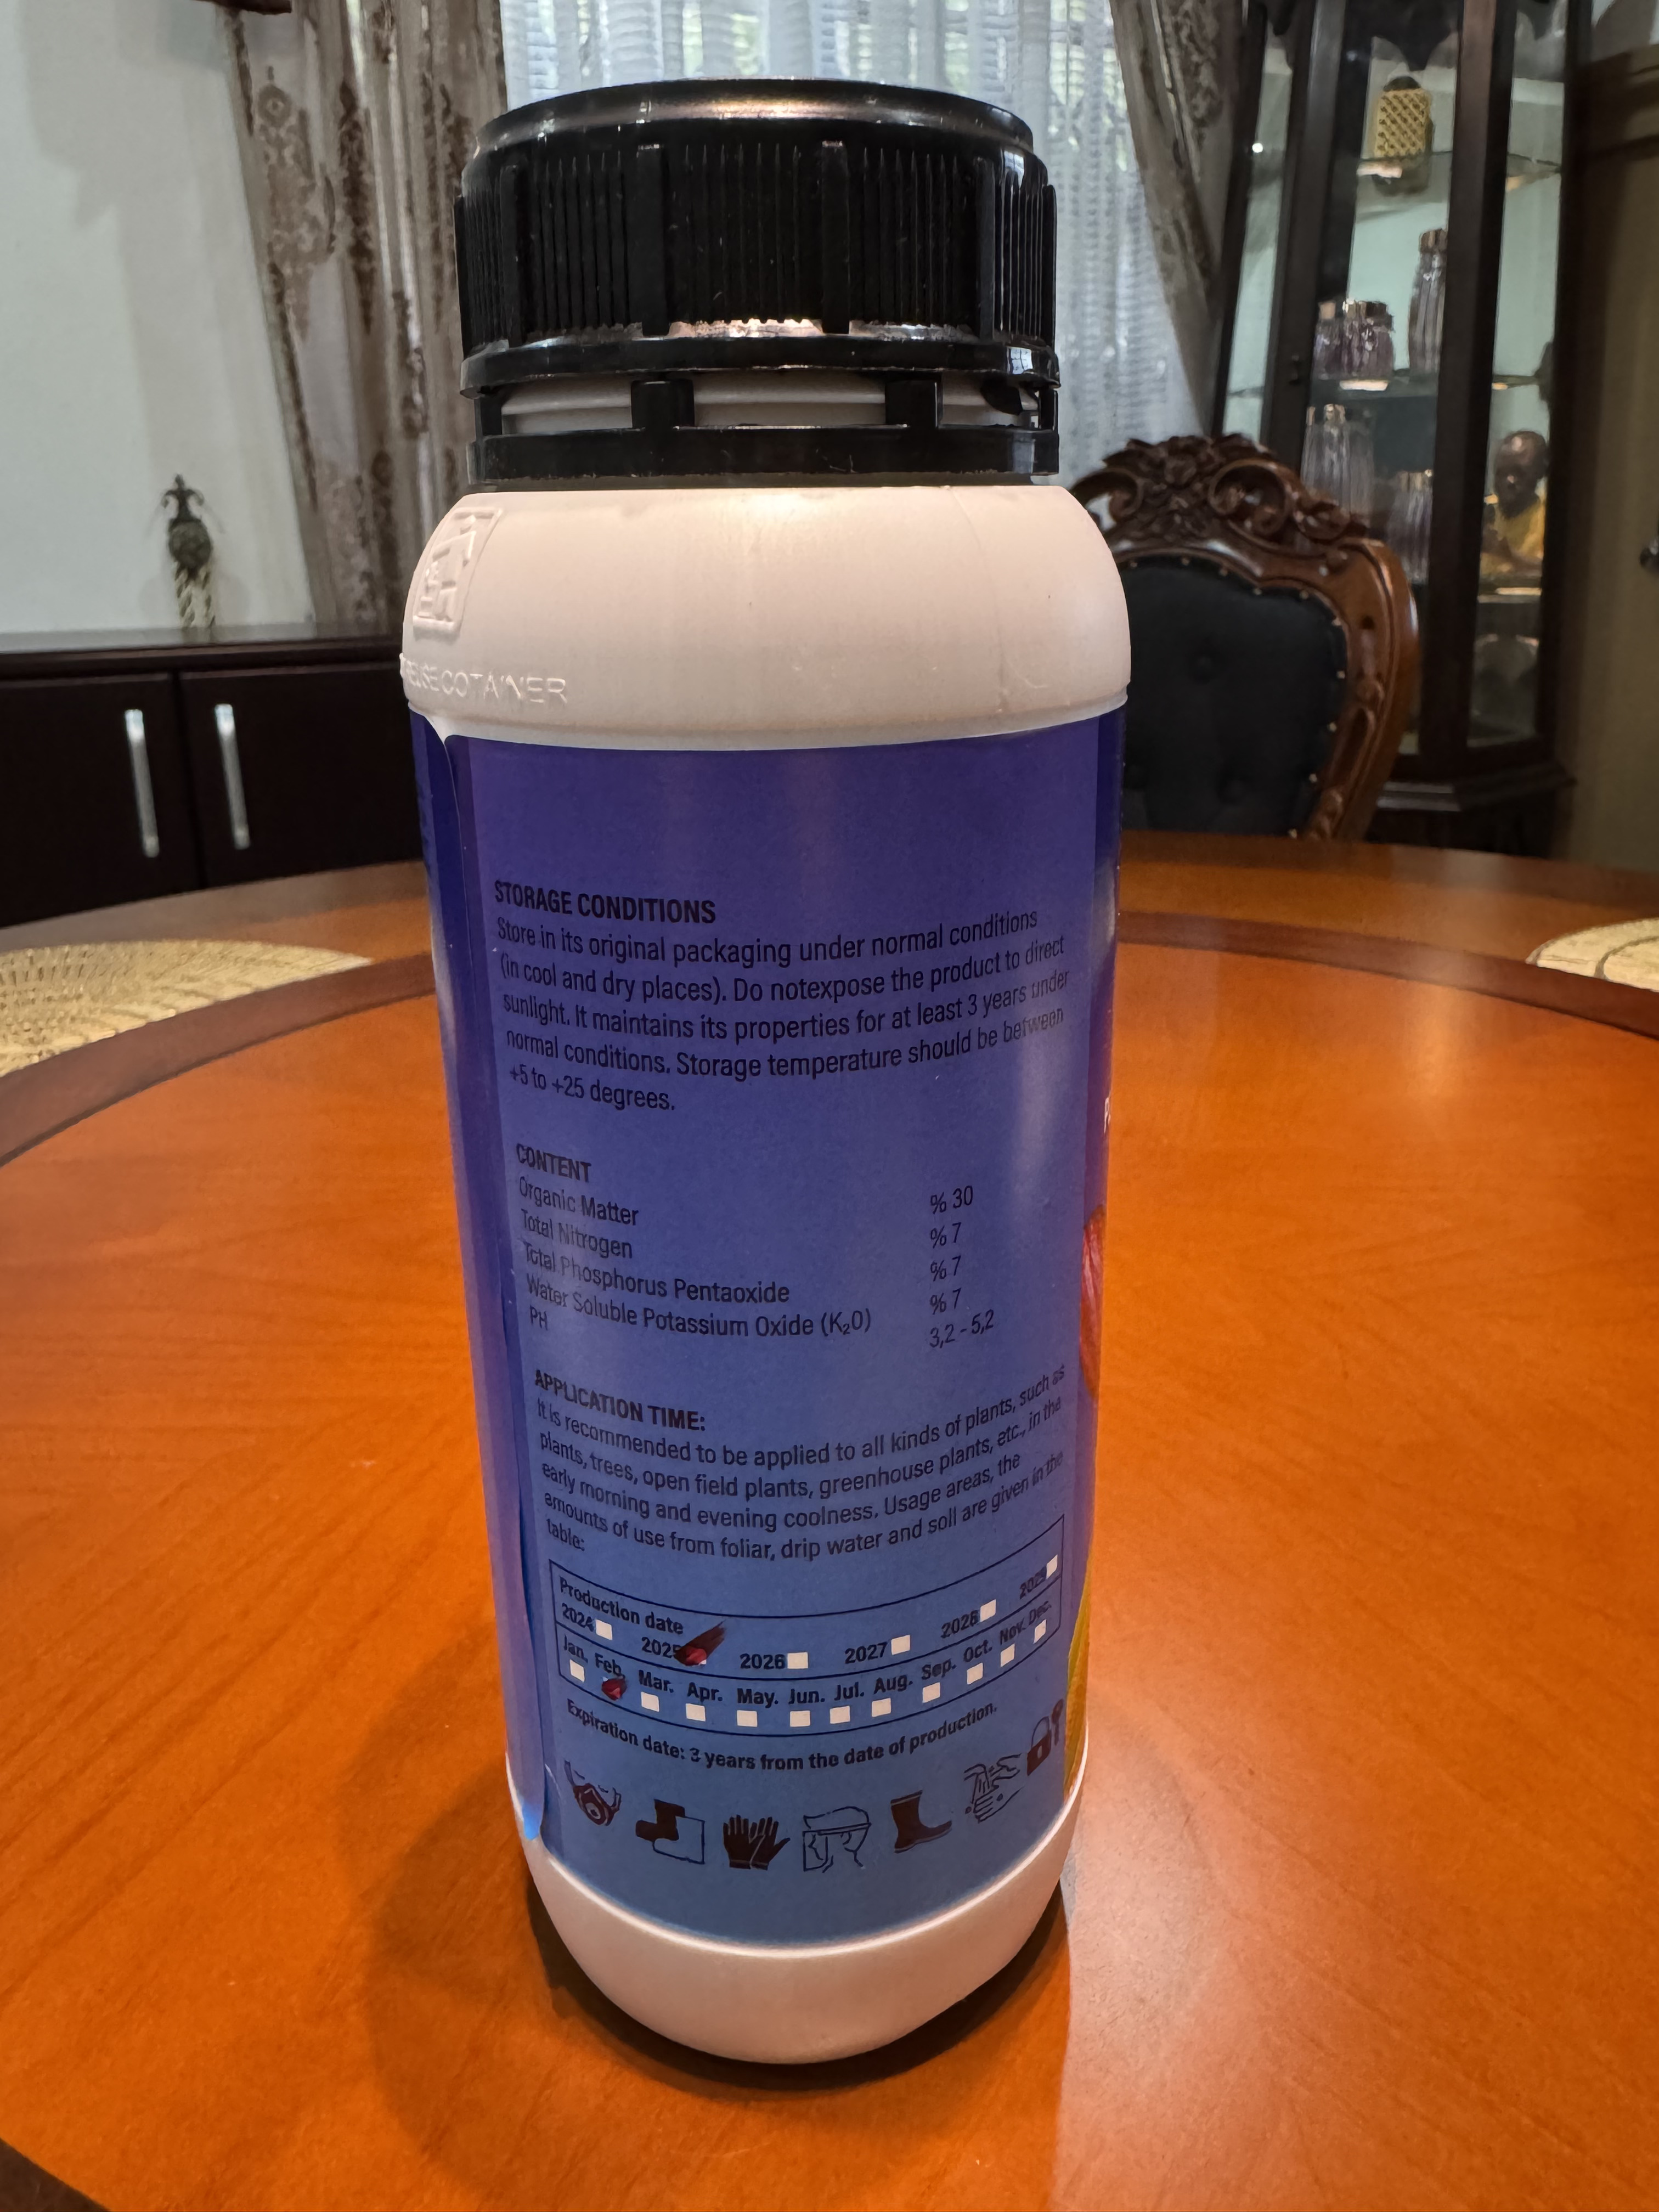 COTAINER
STORAGE CONDITIONS
Store in its original packaging under normal conditions
(in cool and dry places). Do notexpose the product to direct
sunlight. It maintains its properties for at least 3 years under
normal conditions. Storage temperature should be between
+5 to +25 degrees.
CONTENT
Organic Matter % 30
Total Nitrogen % 7
Total Phosphorus Pentaoxide % 7
Water Soluble Potassium Oxide (K₂O) % 7
PH 3,2 - 5,2
APPLICATION TIME:
It is recommended to be applied to all kinds of plants, such as
plants, trees, open field plants, greenhouse plants, etc., in the
early morning and evening coolness. Usage areas, the
amounts of use from foliar, drip water and soll are given in the
table:
Production date
2024 2025 2026 2027 2028 2029
Jan. Feb. Mar. Apr. May. Jun. Jul. Aug. Sep. Oct. Nov. Dec.
Expiration date: 3 years from the date of production.